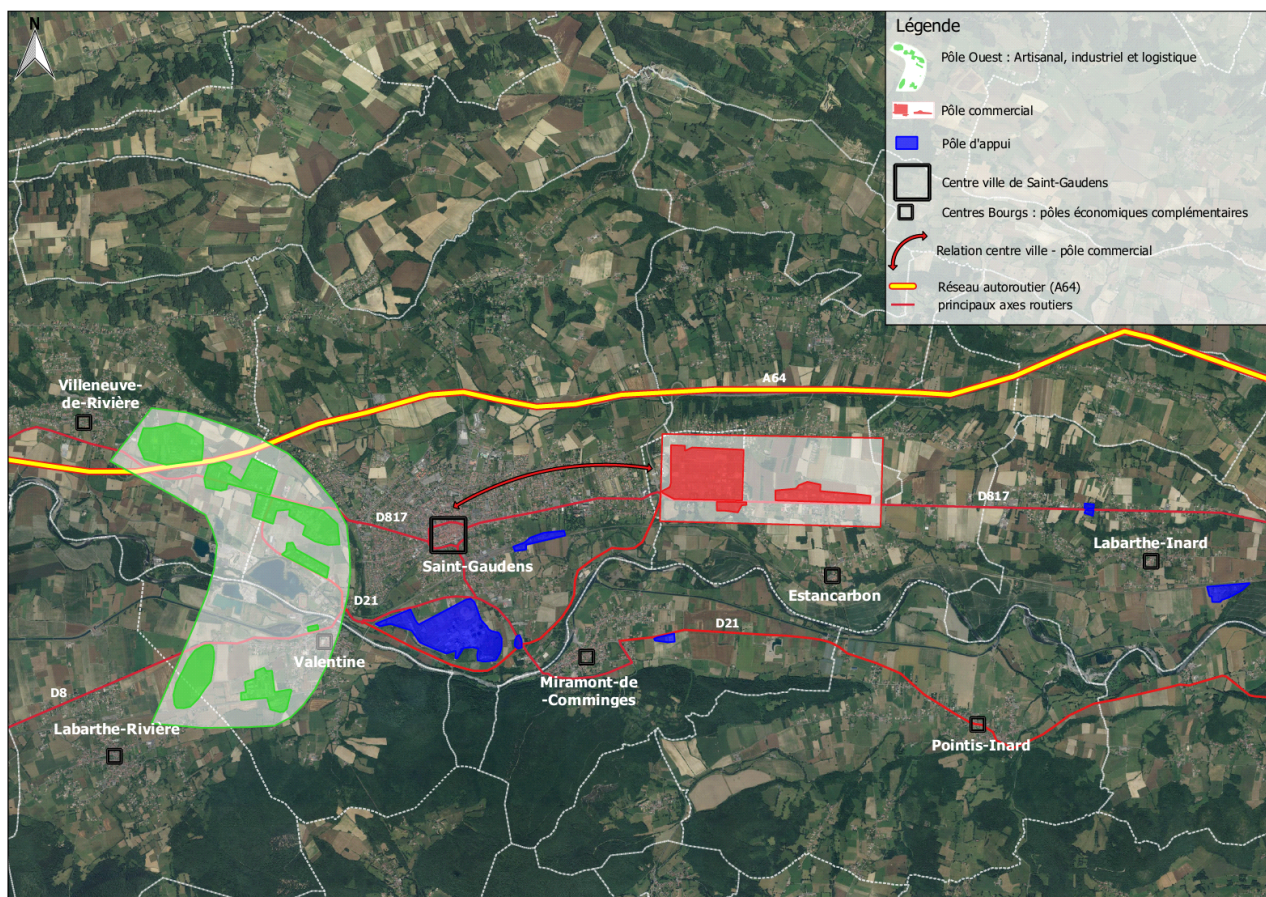 N
Légende
Pôle Ouest : Artisanal, industriel et logistique
Pôle commercial
Pôle d'appui
Centre ville de Saint-Gaudens
Centres Bourgs : pôles économiques complémentaires
Relation centre ville - pôle commercial
Réseau autoroutier (A64)
principaux axes routiers
A64
Villeneuve-
de-Rivière
D817
D817
Saint-Gaudens
Labarthe-Inard
Estancarbon
D21
D21
Valentine
Miramont-de
-Comminges
D8
Labarthe-Rivière
Pointis-Inard